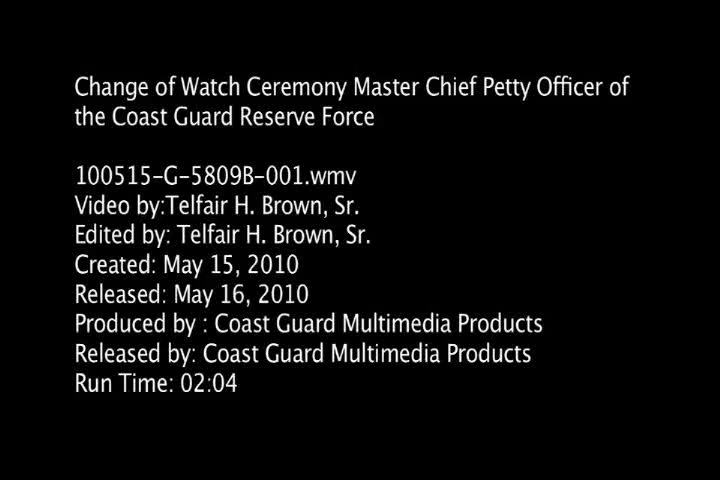 Change of Watch Ceremony Master Chief Petty Officer of
the Coast Guard Reserve Force
100515-G-5809B-001.wmv
Video by:Telfair H. Brown, Sr.
Edited by: Telfair H. Brown, Sr.
Created: May 15, 2010
Released: May 16, 2010
Produced by : Coast Guard Multimedia Products
Released by: Coast Guard Multimedia Products
Run Time: 02:04